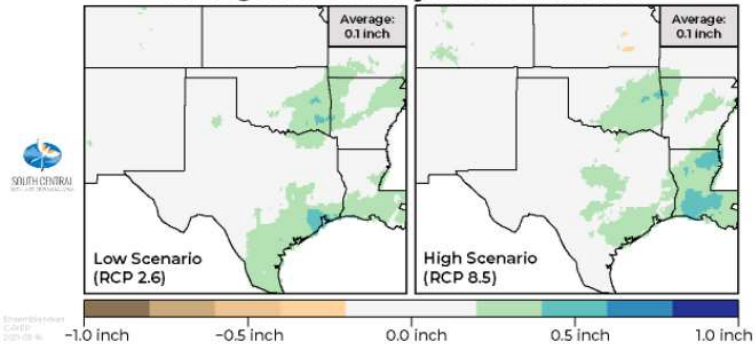 Average:
0.1 inch
Average:
0.1 inch
SOUTH CENTRAL
Low Scenario
(RCP 2.6)
High Scenario
(RCP 8.5)
-1.0 inch
-0.5 inch
0.0 inch
0.5 inch
1.0 inch